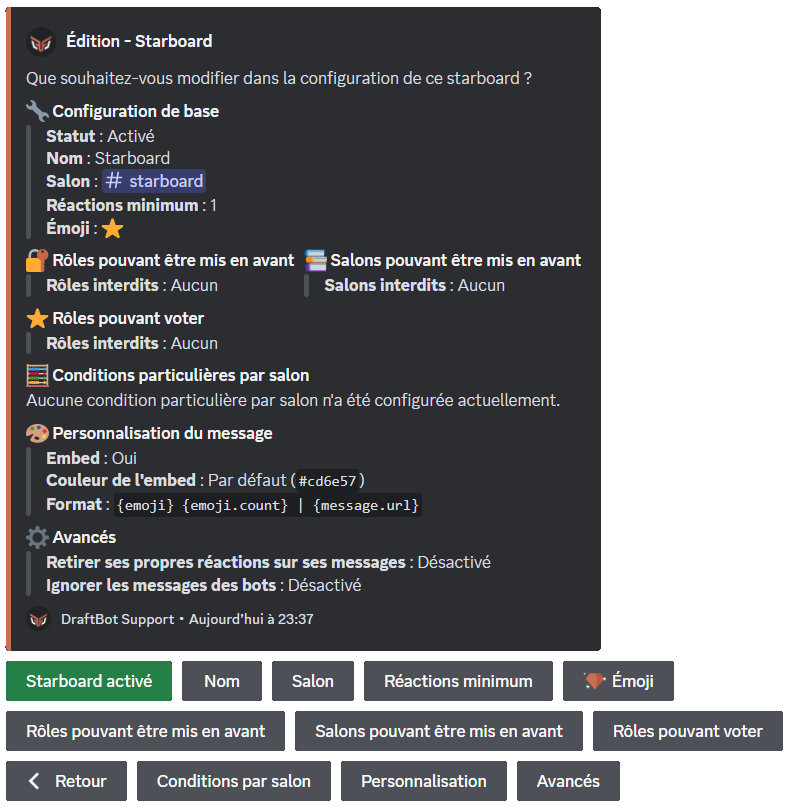 Édition - Starboard
Que souhaitez-vous modifier dans la configuration de ce starboard ?
Configuration de base
Statut : Activé
Nom : Starboard
Salon : # starboard
Réactions minimum : 1
Émoji : ⭐
Rôles pouvant être mis en avant Salons pouvant être mis en avant
Rôles interdits : Aucun Salons interdits : Aucun
Rôles pouvant voter
Rôles interdits : Aucun
Conditions particulières par salon
Aucune condition particulière par salon n'a été configurée actuellement.
Personnalisation du message
Embed : Oui
Couleur de l'embed : Par défaut (#cd6e57)
Format : {emoji} {emoji.count} | {message.url}
Avancés
Retirer ses propres réactions sur ses messages : Désactivé
Ignorer les messages des bots : Désactivé
DraftBot Support • Aujourd'hui à 23:37
Starboard activé Nom Salon Réactions minimum Émoji
Rôles pouvant être mis en avant Salons pouvant être mis en avant Rôles pouvant voter
Retour Conditions par salon Personnalisation Avancés